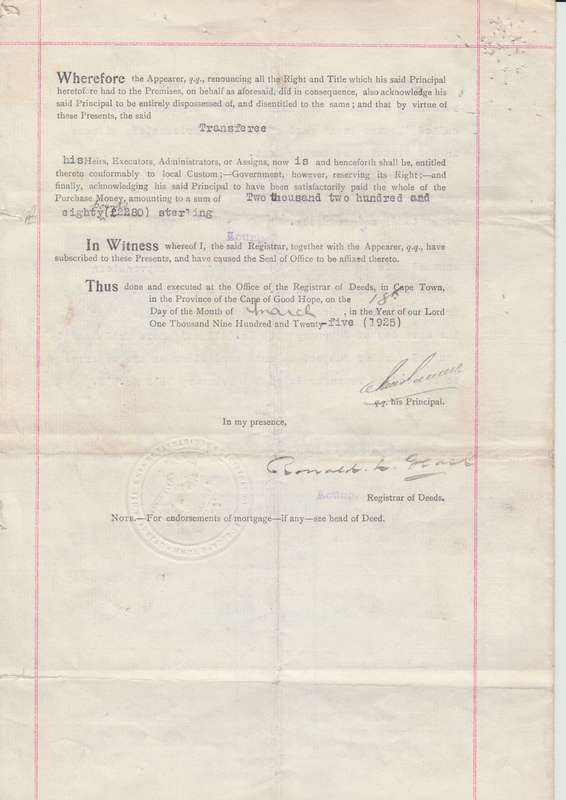 Wherefore the Appearer, q.q., renouncing all the Right and Title which his said Principal
heretofore had to the Premises, on behalf as aforesaid, did in consequence, also acknowledge his
said Principal to be entirely dispossessed of, and disentitled to the same; and that by virtue of
these Presents, the said
Transferee
his Heirs, Executors, Administrators, or Assigns, now is and henceforth shall be, entitled
thereto conformably to local Custom;—Government, however, reserving its Right;—and
finally, acknowledging his said Principal to have been satisfactorily paid the whole of the
Purchase Money, amounting to a sum of Two thousand two hundred and
eighty pounds (£2280) sterling
In Witness whereof I, the said Registrar, together with the Appearer, q.q., have
subscribed to these Presents, and have caused the Seal of Office to be affixed thereto.
Thus done and executed at the Office of the Registrar of Deeds, in Cape Town,
in the Province of the Cape of Good Hope, on the 18th
Day of the Month of March, in the Year of our Lord
One Thousand Nine Hundred and Twenty-five (1925)
q.q. his Principal.
In my presence,
Registrar of Deeds.
NOTE.—For endorsements of mortgage—if any—see head of Deed.